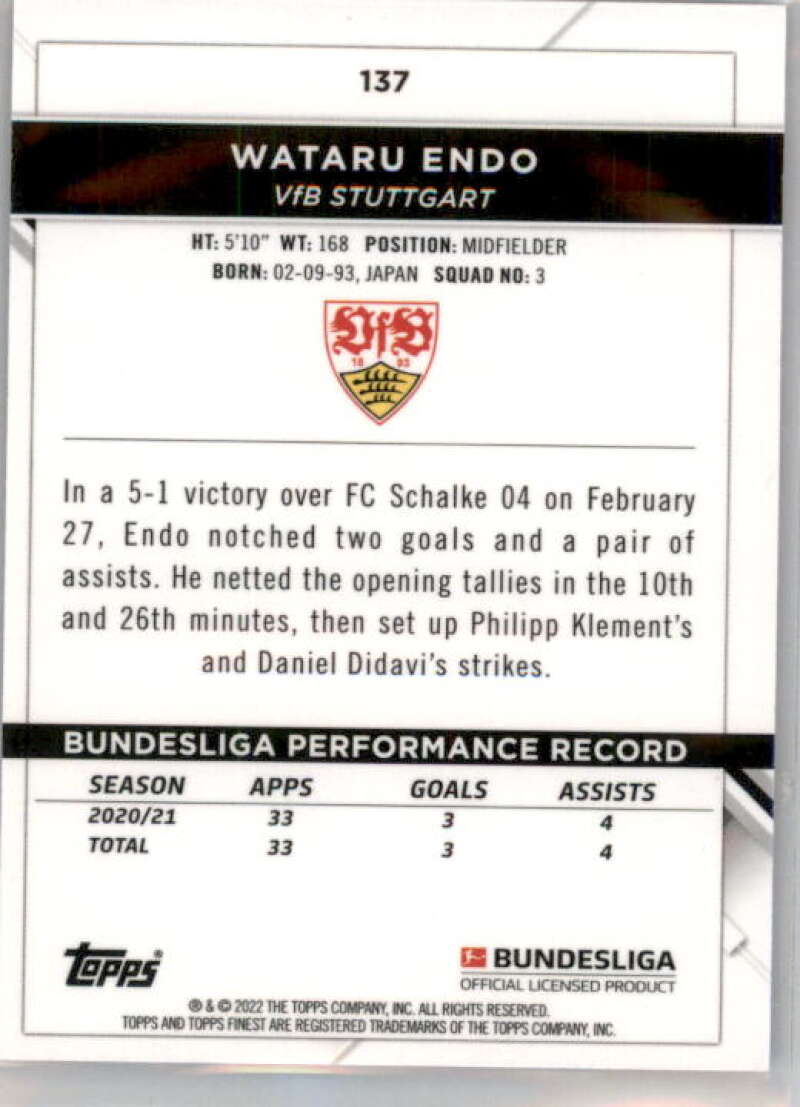 137
WATARU ENDO
VfB STUTTGART
HT: 5'10" WT: 168 POSITION: MIDFIELDER
BORN: 02-09-93, JAPAN SQUAD NO: 3
VfB
18 93
In a 5-1 victory over FC Schalke 04 on February
27, Endo notched two goals and a pair of
assists. He netted the opening tallies in the 10th
and 26th minutes, then set up Philipp Klement's
and Daniel Didavi's strikes.
BUNDESLIGA PERFORMANCE RECORD
SEASON APPS GOALS ASSISTS
2020/21 33 3 4
TOTAL 33 3 4
topps®
BUNDESLIGA
OFFICIAL LICENSED PRODUCT
® & © 2022 THE TOPPS COMPANY, INC. ALL RIGHTS RESERVED.
TOPPS AND TOPPS FINEST ARE REGISTERED TRADEMARKS OF THE TOPPS COMPANY, INC.